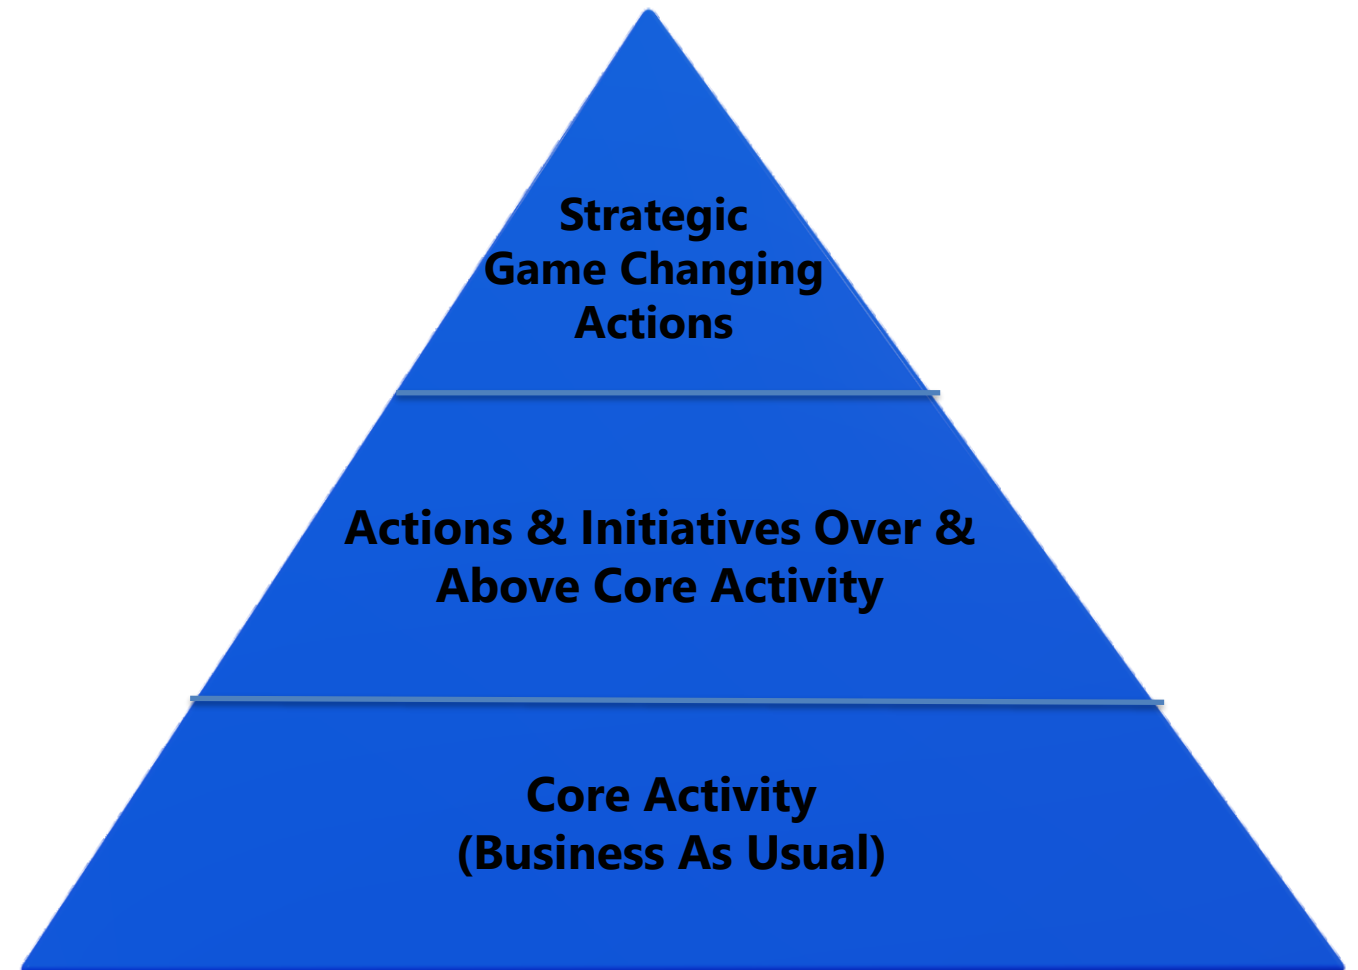 Strategic
Game Changing
Actions
Actions & Initiatives Over &
Above Core Activity
Core Activity
(Business As Usual)